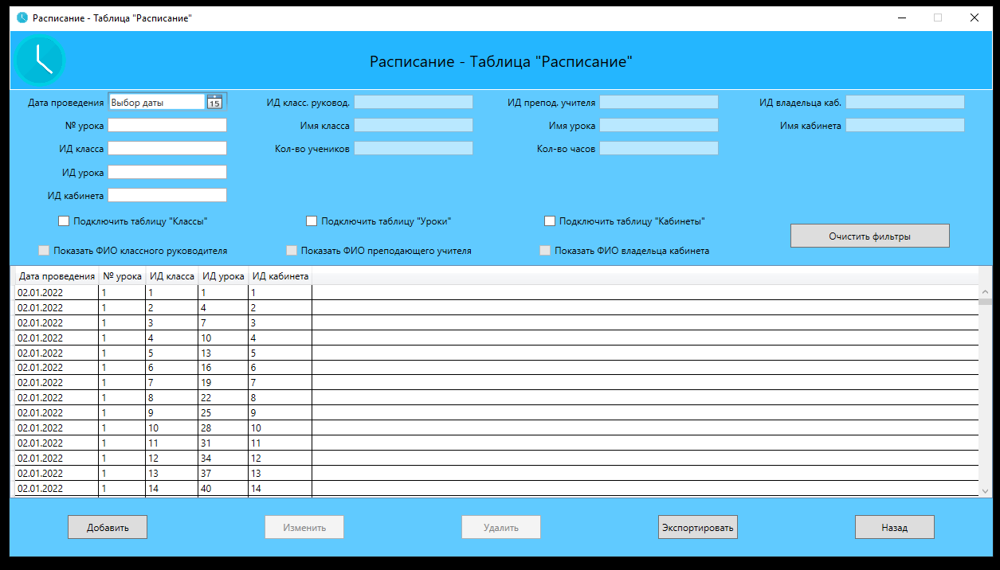 Расписание - Таблица "Расписание"
Расписание - Таблица "Расписание"
Дата проведения Выбор даты 15 ИД класс. руковод. ИД препод. учителя ИД владельца каб.
№ урока Имя класса Имя урока Имя кабинета
ИД класса Кол-во учеников Кол-во часов
ИД урока
ИД кабинета
Подключить таблицу "Классы" Подключить таблицу "Уроки" Подключить таблицу "Кабинеты"
Очистить фильтры
Показать ФИО классного руководителя Показать ФИО преподающего учителя Показать ФИО владельца кабинета
Дата проведения № урока ИД класса ИД урока ИД кабинета
02.01.2022 1 1 1 1
02.01.2022 1 2 4 2
02.01.2022 1 3 7 3
02.01.2022 1 4 10 4
02.01.2022 1 5 13 5
02.01.2022 1 6 16 6
02.01.2022 1 7 19 7
02.01.2022 1 8 22 8
02.01.2022 1 9 25 9
02.01.2022 1 10 28 10
02.01.2022 1 11 31 11
02.01.2022 1 12 34 12
02.01.2022 1 13 37 13
02.01.2022 1 14 40 14
Добавить Изменить Удалить Экспортировать Назад